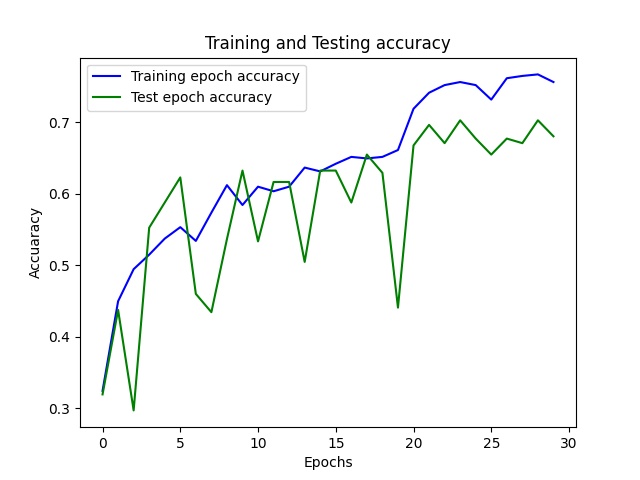 Training and Testing accuracy
Training epoch accuracy
Test epoch accuracy
Accuaracy
0.7
0.6
0.5
0.4
0.3
0 5 10 15 20 25 30
Epochs